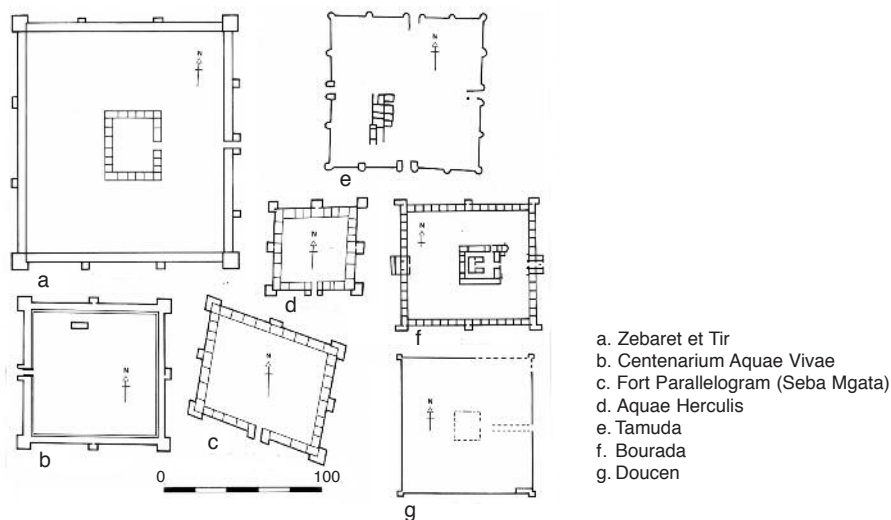 N
N
a
e
N
N
d
f
N
N
N
b
c
g
0 100
a. Zebaret et Tir
b. Centenarium Aquae Vivae
c. Fort Parallelogram (Seba Mgata)
d. Aquae Herculis
e. Tamuda
f. Bourada
g. Doucen